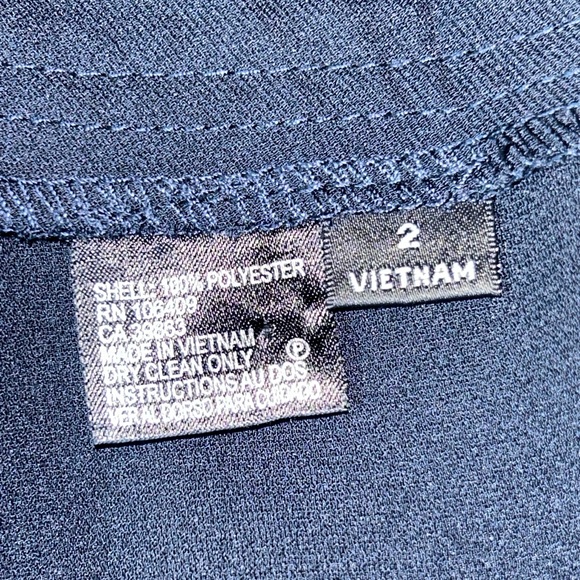 SHELL: 100% POLYESTER
RN 106409
CA 39883
MADE IN VIETNAM
DRY CLEAN ONLY Ⓟ
INSTRUCTIONS AU DOS
VER AL DORSO PARA CUIDADO
2
VIETNAM